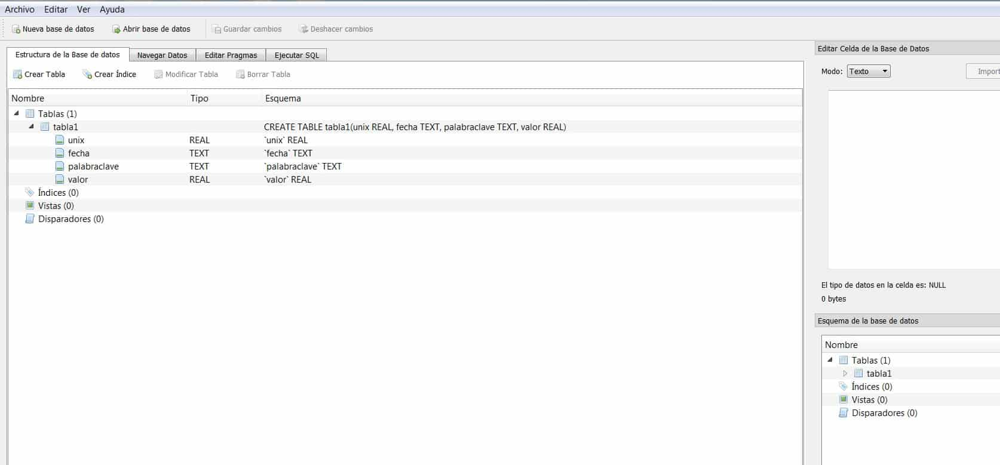 Archivo Editar Ver Ayuda
Nueva base de datos Abrir base de datos Guardar cambios Deshacer cambios
Estructura de la Base de datos Navegar Datos Editar Pragmas Ejecutar SQL
Crear Tabla Crear Índice Modificar Tabla Borrar Tabla
Nombre Tipo Esquema
Tablas (1)
tabla1 CREATE TABLE tabla1(unix REAL, fecha TEXT, palabraclave TEXT, valor REAL)
unix REAL `unix` REAL
fecha TEXT `fecha` TEXT
palabraclave TEXT `palabraclave` TEXT
valor REAL `valor` REAL
Índices (0)
Vistas (0)
Disparadores (0)
Editar Celda de la Base de Datos
Modo: Texto Import
El tipo de datos en la celda es: NULL
0 bytes
Esquema de la base de datos
Nombre
Tablas (1)
tabla1
Índices (0)
Vistas (0)
Disparadores (0)